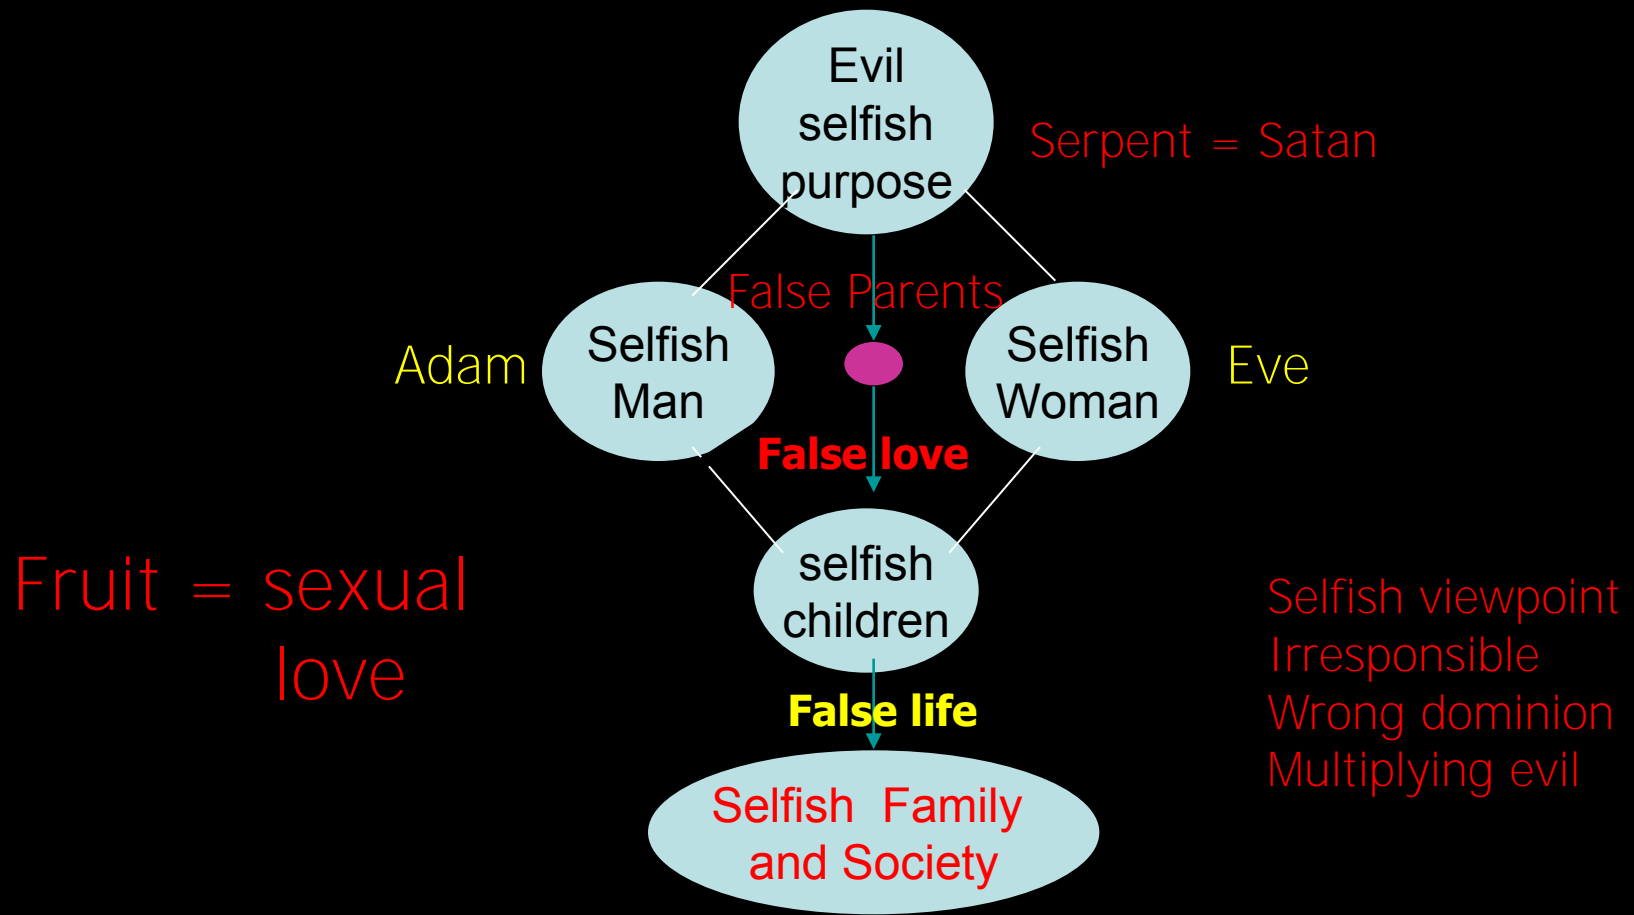 Evil
selfish
purpose
Serpent = Satan
False Parents
Adam
Selfish
Man
Selfish
Woman
Eve
False love
Fruit = sexual
love
selfish
children
Selfish viewpoint
Irresponsible
Wrong dominion
Multiplying evil
False life
Selfish Family
and Society